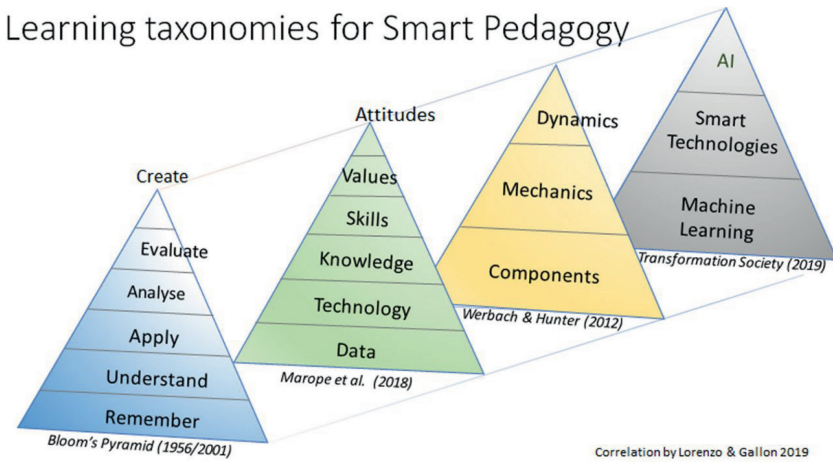 Learning taxonomies for Smart Pedagogy
Create
Evaluate
Analyse
Apply
Understand
Remember
Bloom's Pyramid (1956/2001)
Attitudes
Values
Skills
Knowledge
Technology
Data
Marope et al. (2018)
Dynamics
Mechanics
Components
Werbach & Hunter (2012)
AI
Smart
Technologies
Machine
Learning
Transformation Society (2019)
Correlation by Lorenzo & Gallon 2019